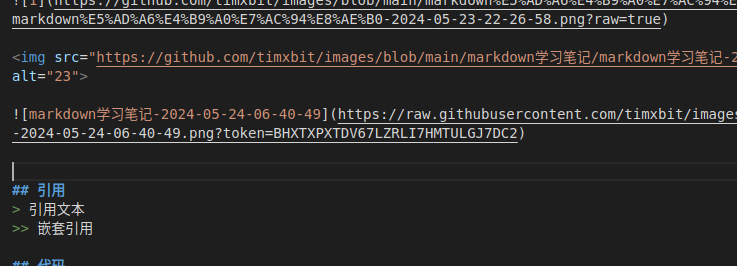 ![1](https://github.com/timxbit/images/blob/main/markdown%E5%AD%A6%E4%B9%A0%E7%AC%94%E
markdown%E5%AD%A6%E4%B9%A0%E7%AC%94%E8%AE%B0-2024-05-23-22-26-58.png?raw=true)
<img src="https://github.com/timxbit/images/blob/main/markdown学习笔记/markdown学习笔记-2
alt="23">
![markdown学习笔记-2024-05-24-06-40-49](https://raw.githubusercontent.com/timxbit/images
-2024-05-24-06-40-49.png?token=BHXTXPXTDV67LZRLI7HMTULGJ7DC2)
## 引用
> 引用文本
>> 嵌套引用
## 代码